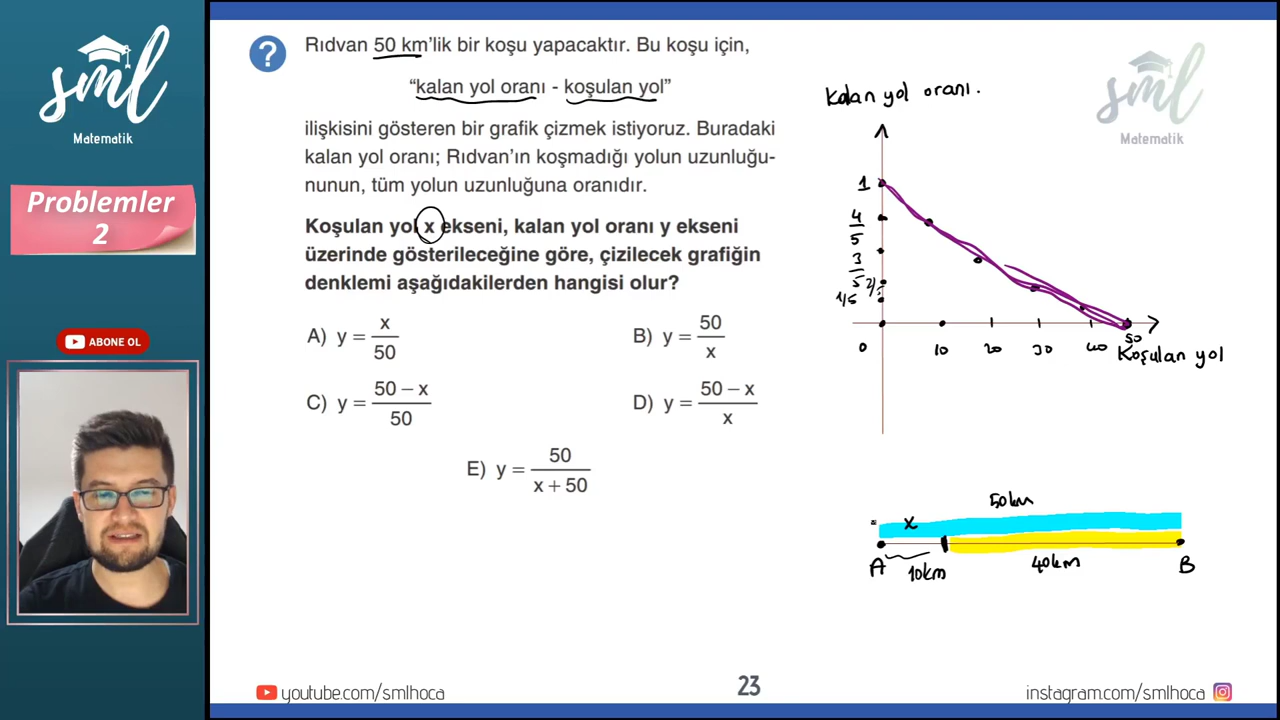 sml
Matematik
Problemler
2
ABONE OL
?
Rıdvan 50 km'lik bir koşu yapacaktır. Bu koşu için,
“kalan yol oranı - koşulan yol”
ilişkisini gösteren bir grafik çizmek istiyoruz. Buradaki
kalan yol oranı; Rıdvan'ın koşmadığı yolun uzunluğu-
nunun, tüm yolun uzunluğuna oranıdır.
Koşulan yol x ekseni, kalan yol oranı y ekseni
üzerinde gösterileceğine göre, çizilecek grafiğin
denklemi aşağıdakilerden hangisi olur?
A) y = x/50
B) y = 50/x
C) y = (50 – x)/50
D) y = (50 – x)/x
E) y = 50/(x + 50)
Kalan yol oranı.
sml
Matematik
1
4/5
3/5
2/5
1/5
0 10 20 30 40 50
Koşulan yol
50km
x
A 10km 40km B
youtube.com/smlhoca
23
instagram.com/smlhoca